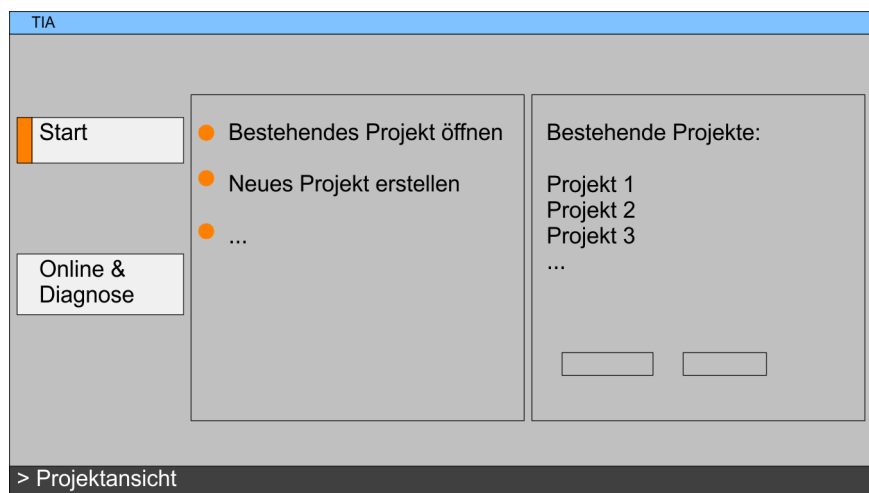 TIA
Start
Online &
Diagnose
Bestehendes Projekt öffnen
Neues Projekt erstellen
...
Bestehende Projekte:
Projekt 1
Projekt 2
Projekt 3
...
> Projektansicht